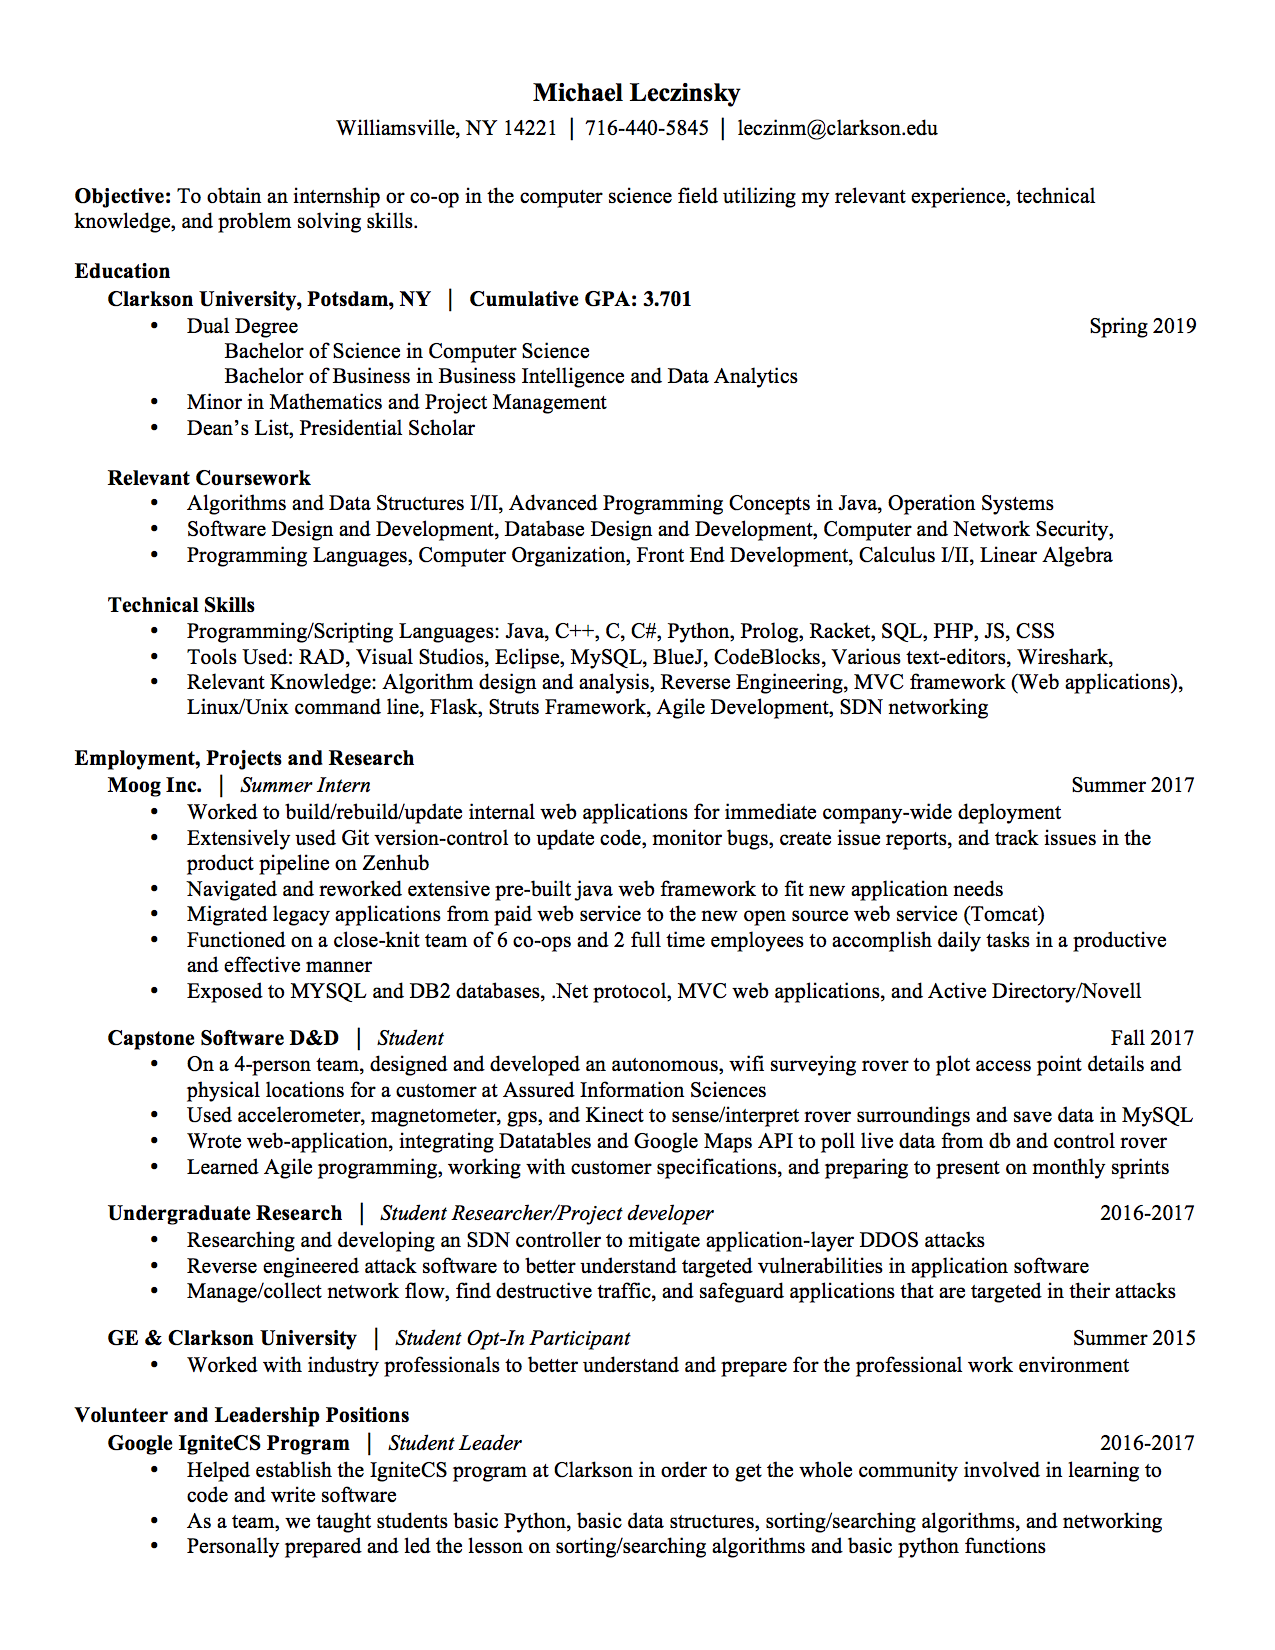 Michael Leczinsky
Williamsville, NY 14221 | 716-440-5845 | leczinm@clarkson.edu
Objective: To obtain an internship or co-op in the computer science field utilizing my relevant experience, technical
knowledge, and problem solving skills.
Education
Clarkson University, Potsdam, NY | Cumulative GPA: 3.701
• Dual Degree Spring 2019
Bachelor of Science in Computer Science
Bachelor of Business in Business Intelligence and Data Analytics
• Minor in Mathematics and Project Management
• Dean’s List, Presidential Scholar
Relevant Coursework
• Algorithms and Data Structures I/II, Advanced Programming Concepts in Java, Operation Systems
• Software Design and Development, Database Design and Development, Computer and Network Security,
• Programming Languages, Computer Organization, Front End Development, Calculus I/II, Linear Algebra
Technical Skills
• Programming/Scripting Languages: Java, C++, C, C#, Python, Prolog, Racket, SQL, PHP, JS, CSS
• Tools Used: RAD, Visual Studios, Eclipse, MySQL, BlueJ, CodeBlocks, Various text-editors, Wireshark,
• Relevant Knowledge: Algorithm design and analysis, Reverse Engineering, MVC framework (Web applications),
Linux/Unix command line, Flask, Struts Framework, Agile Development, SDN networking
Employment, Projects and Research
Moog Inc. | Summer Intern Summer 2017
• Worked to build/rebuild/update internal web applications for immediate company-wide deployment
• Extensively used Git version-control to update code, monitor bugs, create issue reports, and track issues in the
product pipeline on Zenhub
• Navigated and reworked extensive pre-built java web framework to fit new application needs
• Migrated legacy applications from paid web service to the new open source web service (Tomcat)
• Functioned on a close-knit team of 6 co-ops and 2 full time employees to accomplish daily tasks in a productive
and effective manner
• Exposed to MYSQL and DB2 databases, .Net protocol, MVC web applications, and Active Directory/Novell
Capstone Software D&D | Student Fall 2017
• On a 4-person team, designed and developed an autonomous, wifi surveying rover to plot access point details and
physical locations for a customer at Assured Information Sciences
• Used accelerometer, magnetometer, gps, and Kinect to sense/interpret rover surroundings and save data in MySQL
• Wrote web-application, integrating Datatables and Google Maps API to poll live data from db and control rover
• Learned Agile programming, working with customer specifications, and preparing to present on monthly sprints
Undergraduate Research | Student Researcher/Project developer 2016-2017
• Researching and developing an SDN controller to mitigate application-layer DDOS attacks
• Reverse engineered attack software to better understand targeted vulnerabilities in application software
• Manage/collect network flow, find destructive traffic, and safeguard applications that are targeted in their attacks
GE & Clarkson University | Student Opt-In Participant Summer 2015
• Worked with industry professionals to better understand and prepare for the professional work environment
Volunteer and Leadership Positions
Google IgniteCS Program | Student Leader 2016-2017
• Helped establish the IgniteCS program at Clarkson in order to get the whole community involved in learning to
code and write software
• As a team, we taught students basic Python, basic data structures, sorting/searching algorithms, and networking
• Personally prepared and led the lesson on sorting/searching algorithms and basic python functions